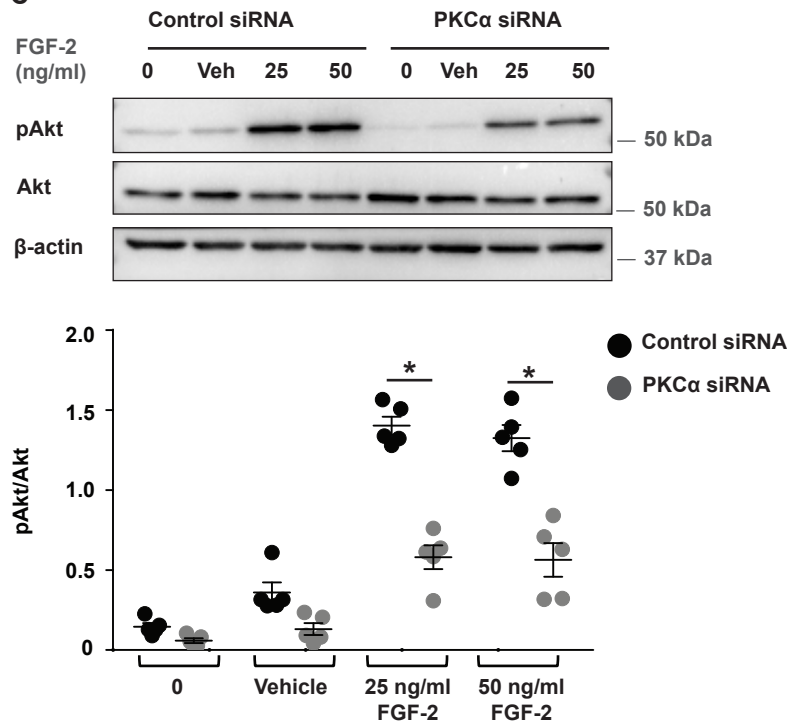 Control siRNA PKCα siRNA
FGF-2
(ng/ml) 0 Veh 25 50 0 Veh 25 50
pAkt
50 kDa
Akt
50 kDa
β-actin
37 kDa
2.0
1.5
1.0
0.5
0
pAkt/Akt
* *
Control siRNA
PKCα siRNA
0 Vehicle 25 ng/ml 50 ng/ml
FGF-2 FGF-2